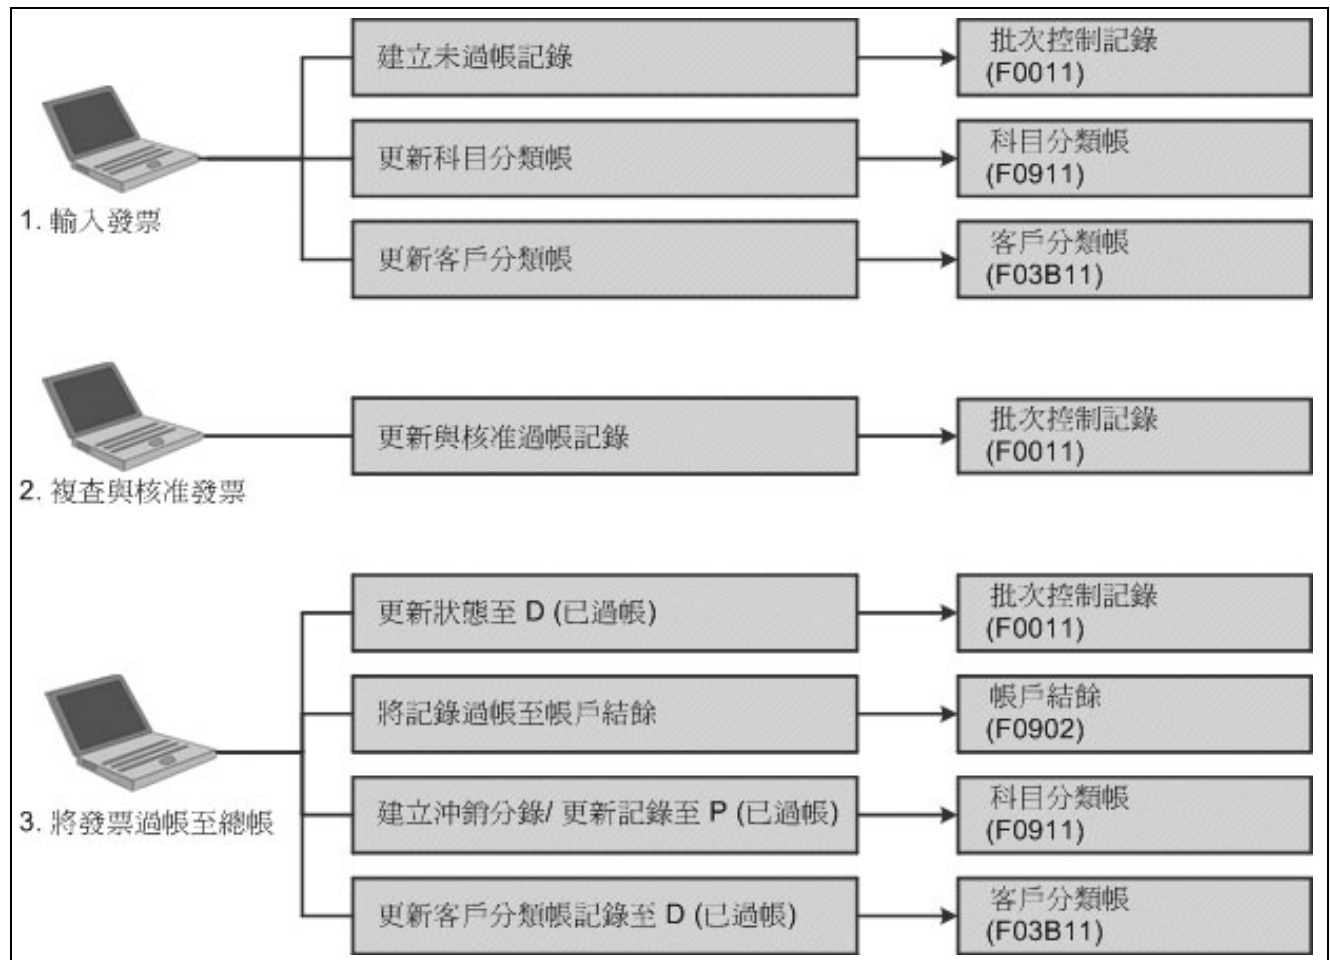 建立未過帳記錄
批次控制記錄
(F0011)
更新科目分類帳
科目分類帳
(F0911)
1. 輸入發票
更新客戶分類帳
客戶分類帳
(F03B11)
更新與核准過帳記錄
批次控制記錄
(F0011)
2. 複查與核准發票
更新狀態至 D (已過帳)
批次控制記錄
(F0011)
將記錄過帳至帳戶結餘
帳戶結餘
(F0902)
3. 將發票過帳至總帳
建立沖銷分錄/ 更新記錄至 P (已過帳)
科目分類帳
(F0911)
更新客戶分類帳記錄至 D (已過帳)
客戶分類帳
(F03B11)